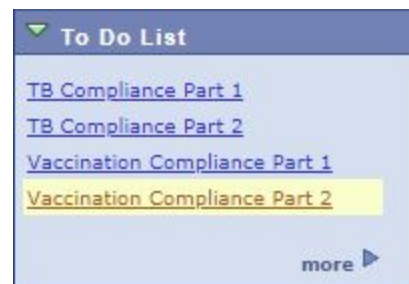 To Do List
TB Compliance Part 1
TB Compliance Part 2
Vaccination Compliance Part 1
Vaccination Compliance Part 2
more